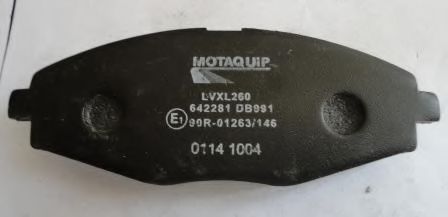 MOTAQUIP
LVXL260
642281 DB991
E1 90R-01263/146
0114 1004